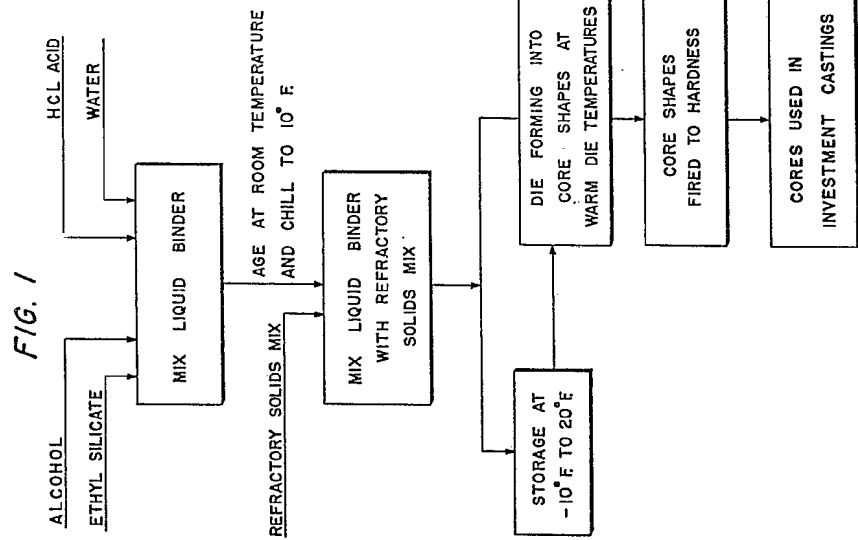 FIG. 1
ALCOHOL
ETHYL SILICATE
HCL ACID
WATER
MIX LIQUID BINDER
AGE AT ROOM TEMPERATURE
AND CHILL TO 10° F.
REFRACTORY SOLIDS MIX
MIX LIQUID BINDER
WITH REFRACTORY
SOLIDS MIX
STORAGE AT
-10° F. TO 20° F.
DIE FORMING INTO
CORE SHAPES AT
WARM DIE TEMPERATURES
CORE SHAPES
FIRED TO HARDNESS
CORES USED IN
INVESTMENT CASTINGS